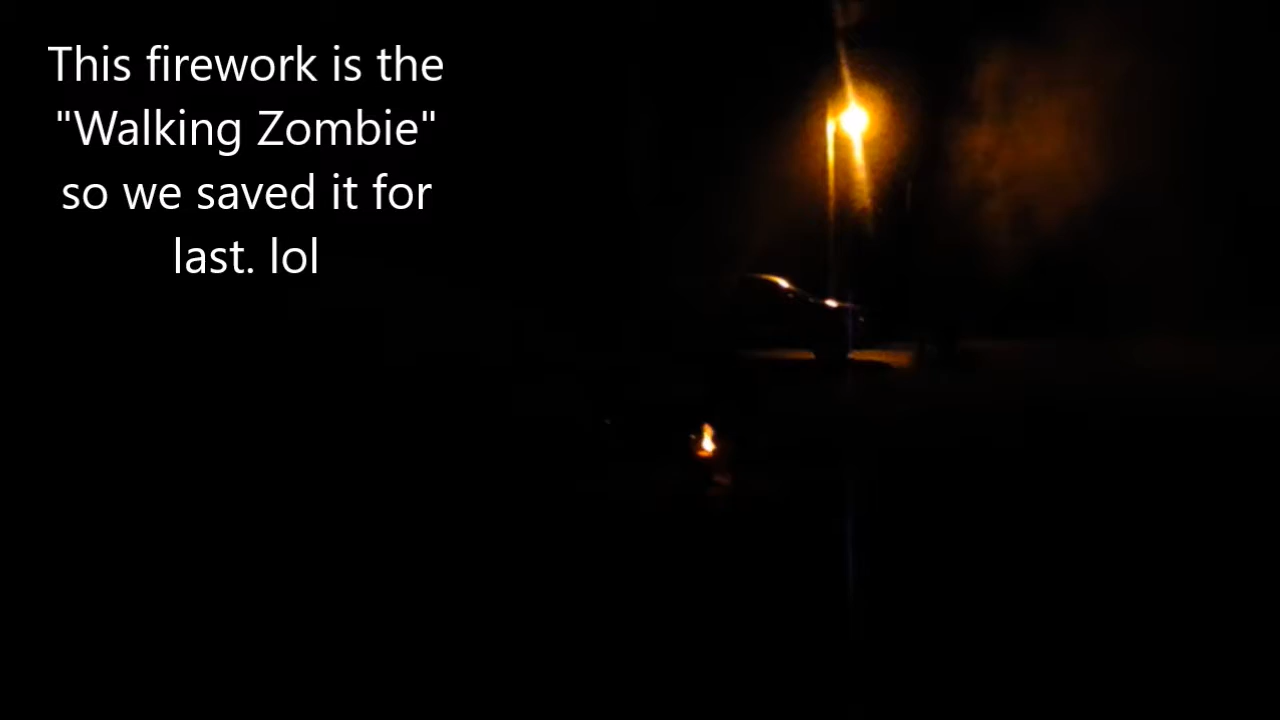 This firework is the
"Walking Zombie"
so we saved it for
last. lol